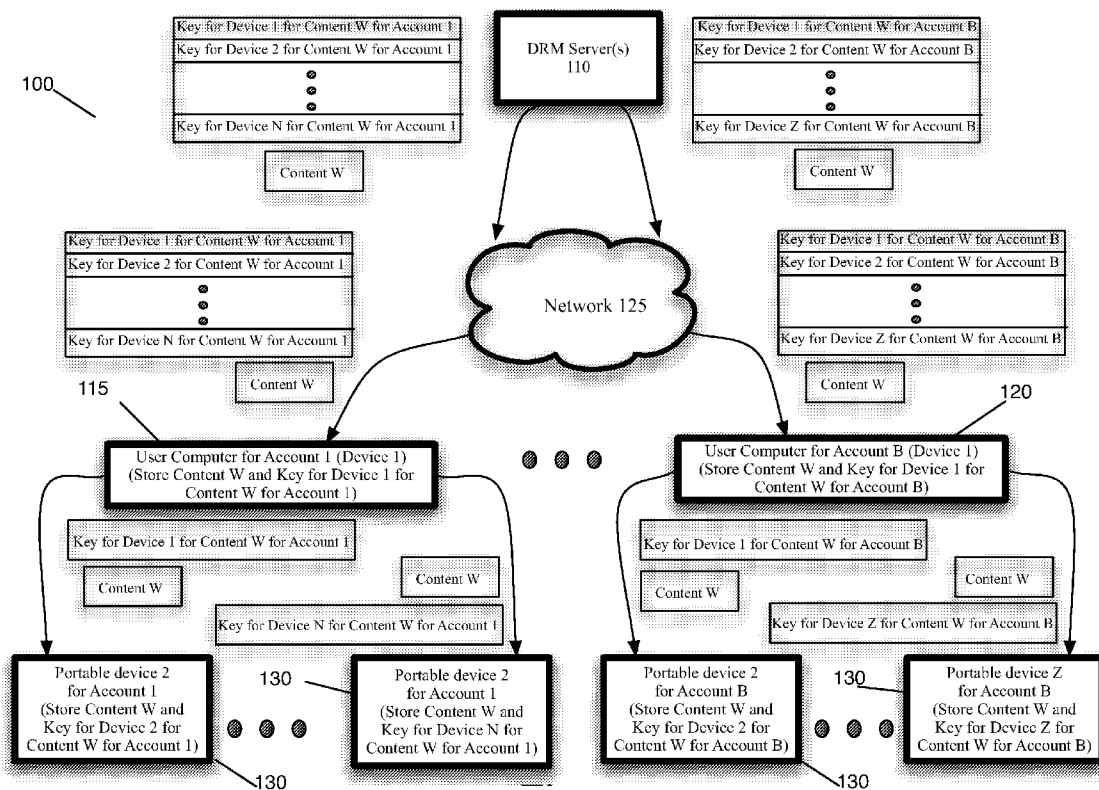 Key for Device 1 for Content W for Account 1
Key for Device 2 for Content W for Account 1
Key for Device N for Content W for Account 1
Content W
DRM Server(s)
110
Key for Device 1 for Content W for Account B
Key for Device 2 for Content W for Account B
Key for Device Z for Content W for Account B
Content W
100
Key for Device 1 for Content W for Account 1
Key for Device 2 for Content W for Account 1
Key for Device N for Content W for Account 1
Content W
Network 125
Key for Device 1 for Content W for Account B
Key for Device 2 for Content W for Account B
Key for Device Z for Content W for Account B
Content W
115
User Computer for Account 1 (Device 1)
(Store Content W and Key for Device 1 for
Content W for Account 1)
120
User Computer for Account B (Device 1)
(Store Content W and Key for Device 1 for
Content W for Account B)
Key for Device 1 for Content W for Account 1
Content W
Content W
Key for Device N for Content W for Account 1
Key for Device 1 for Content W for Account B
Content W
Content W
Key for Device Z for Content W for Account B
Portable device 2
for Account 1
(Store Content W and
Key for Device 2 for
Content W for Account 1)
130
130
Portable device 2
for Account 1
(Store Content W and
Key for Device N for
Content W for Account 1)
Portable device 2
for Account B
(Store Content W and
Key for Device 2 for
Content W for Account B)
130
130
Portable device Z
for Account B
(Store Content W and
Key for Device Z for
Content W for Account B)